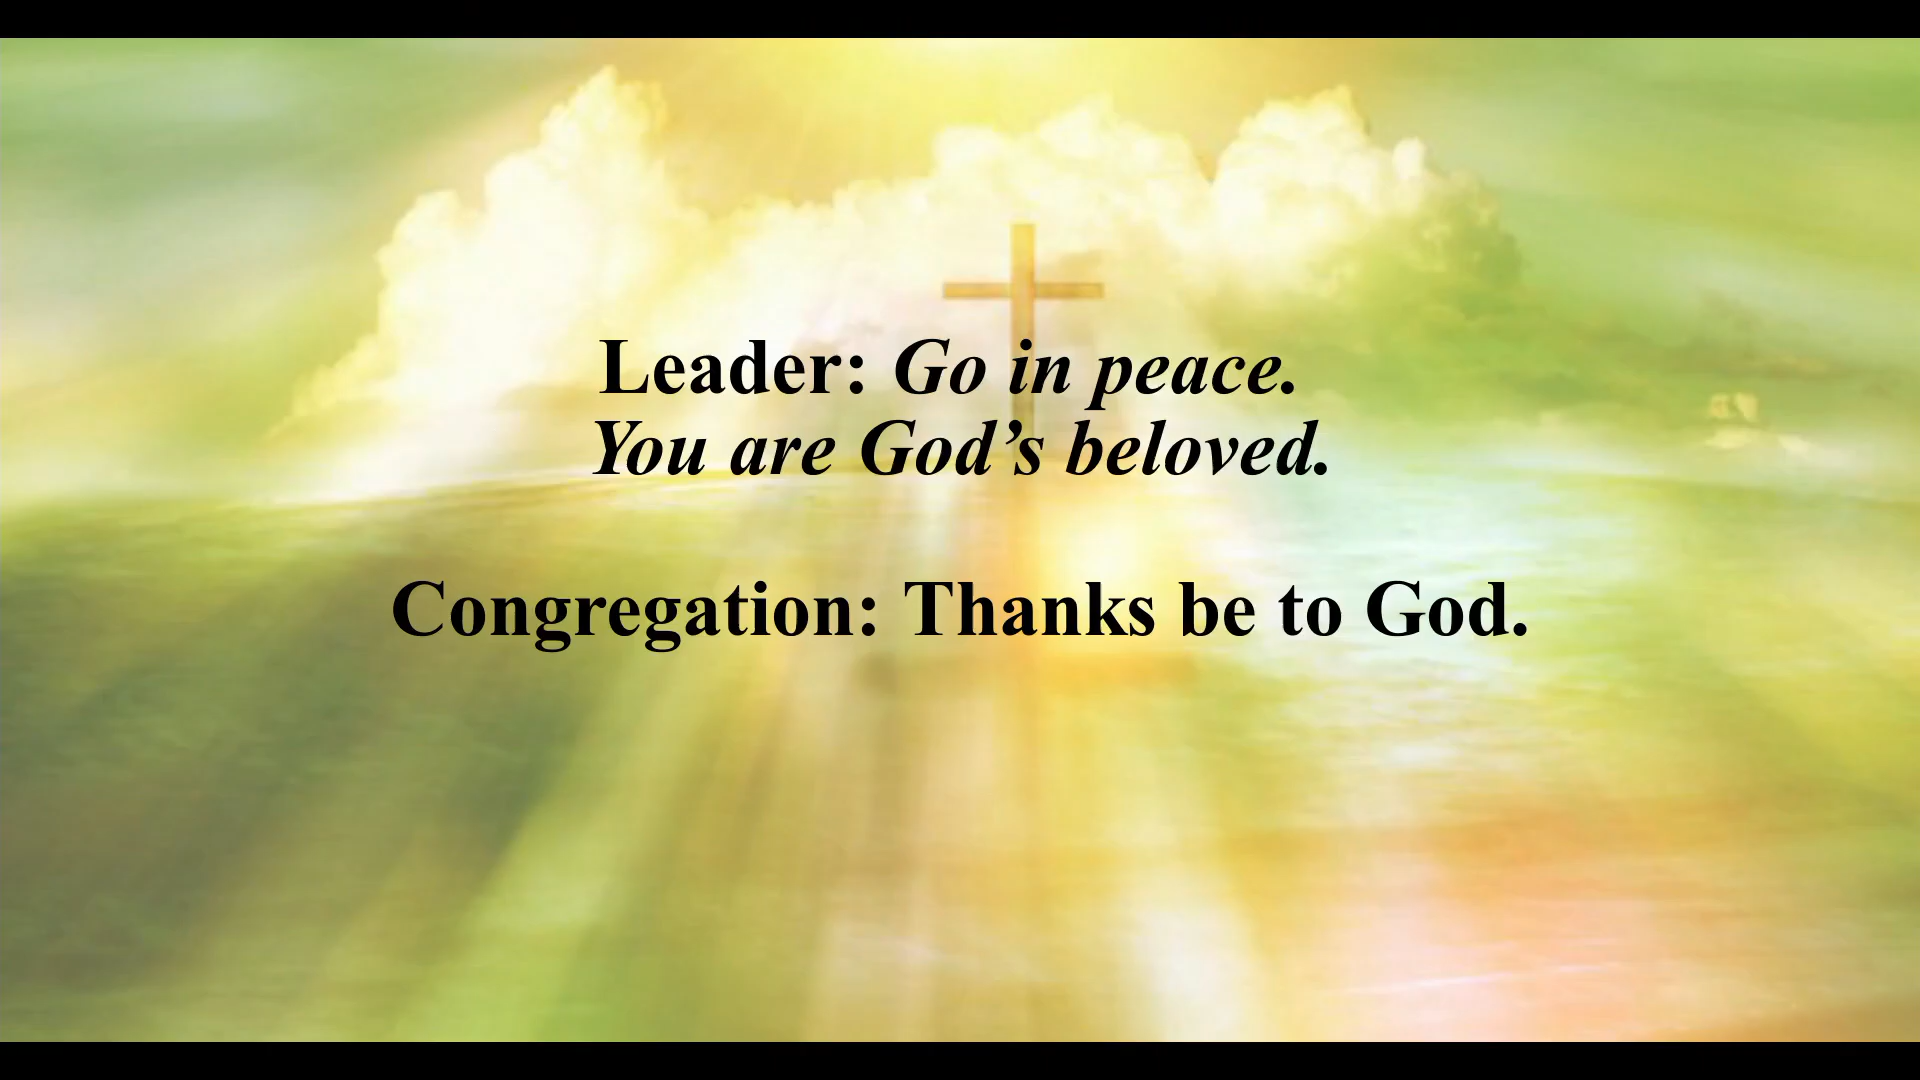 Leader: Go in peace.
You are God’s beloved.
Congregation: Thanks be to God.